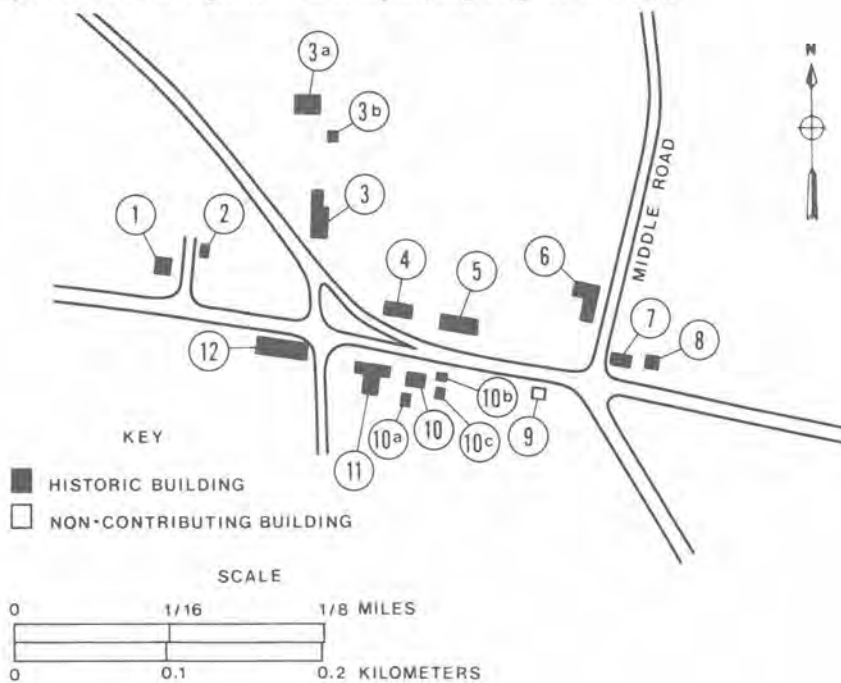 3a
N
3b
3
1
2
MIDDLE ROAD
4
5
6
7
8
12
11
10a
10
10b
10c
9
KEY
HISTORIC BUILDING
NON-CONTRIBUTING BUILDING
SCALE
0 1/16 1/8 MILES
0 0.1 0.2 KILOMETERS